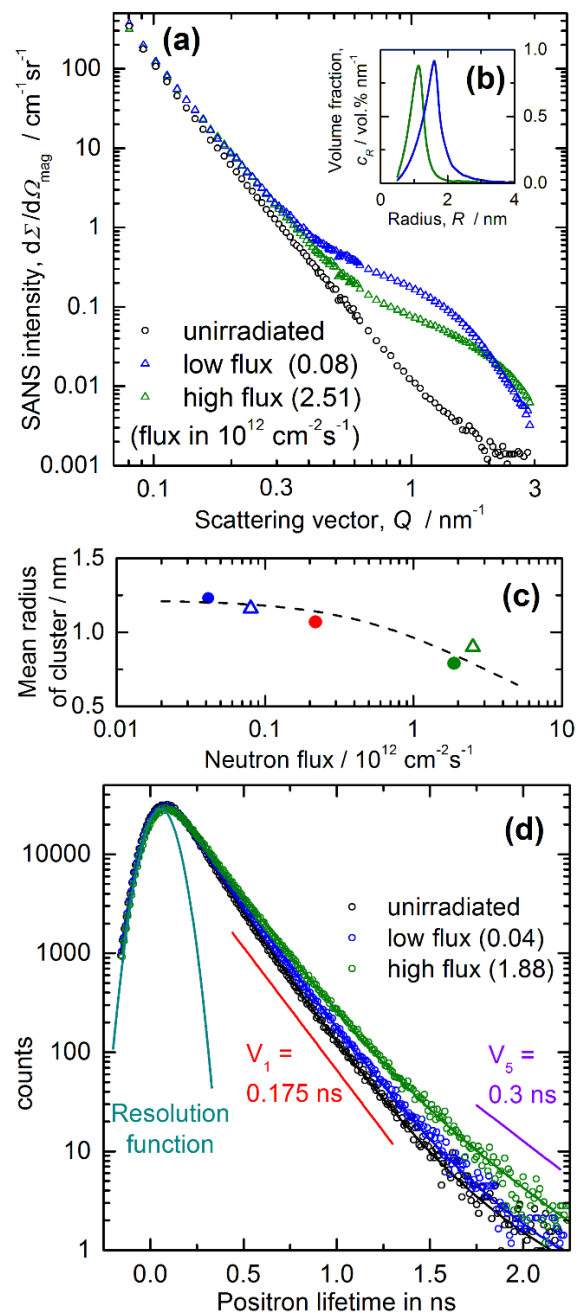 (a)
(b)
SANS intensity, dΣ/dΩmag / cm-1sr-1
100
10
1
0.1
0.01
0.001
Volume fraction,
cR / vol.% nm-1
1.0
0.5
0.0
0
2
4
Radius, R / nm
unirradiated
low flux (0.08)
high flux (2.51)
(flux in 10^12 cm-2s-1)
0.1
0.3
1
3
Scattering vector, Q / nm-1
(c)
Mean radius
of cluster / nm
1.5
1.0
0.5
0.01
0.1
1
10
Neutron flux / 10^12 cm-2s-1
(d)
counts
10000
1000
100
10
1
unirradiated
low flux (0.04)
high flux (1.88)
V1 =
0.175 ns
V5 =
0.3 ns
Resolution
function
0.0
0.5
1.0
1.5
2.0
Positron lifetime in ns